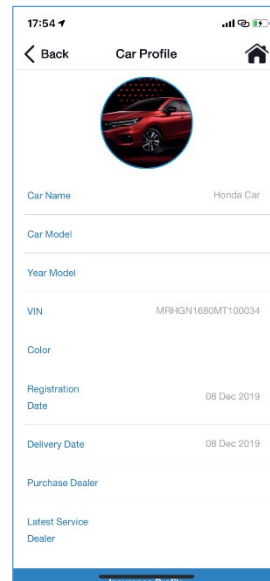 17:54
Back Car Profile
Car Name Honda Car
Car Model
Year Model
VIN MRHGN1680MT100034
Color
Registration
Date 08 Dec 2019
Delivery Date 08 Dec 2019
Purchase Dealer
Latest Service
Dealer